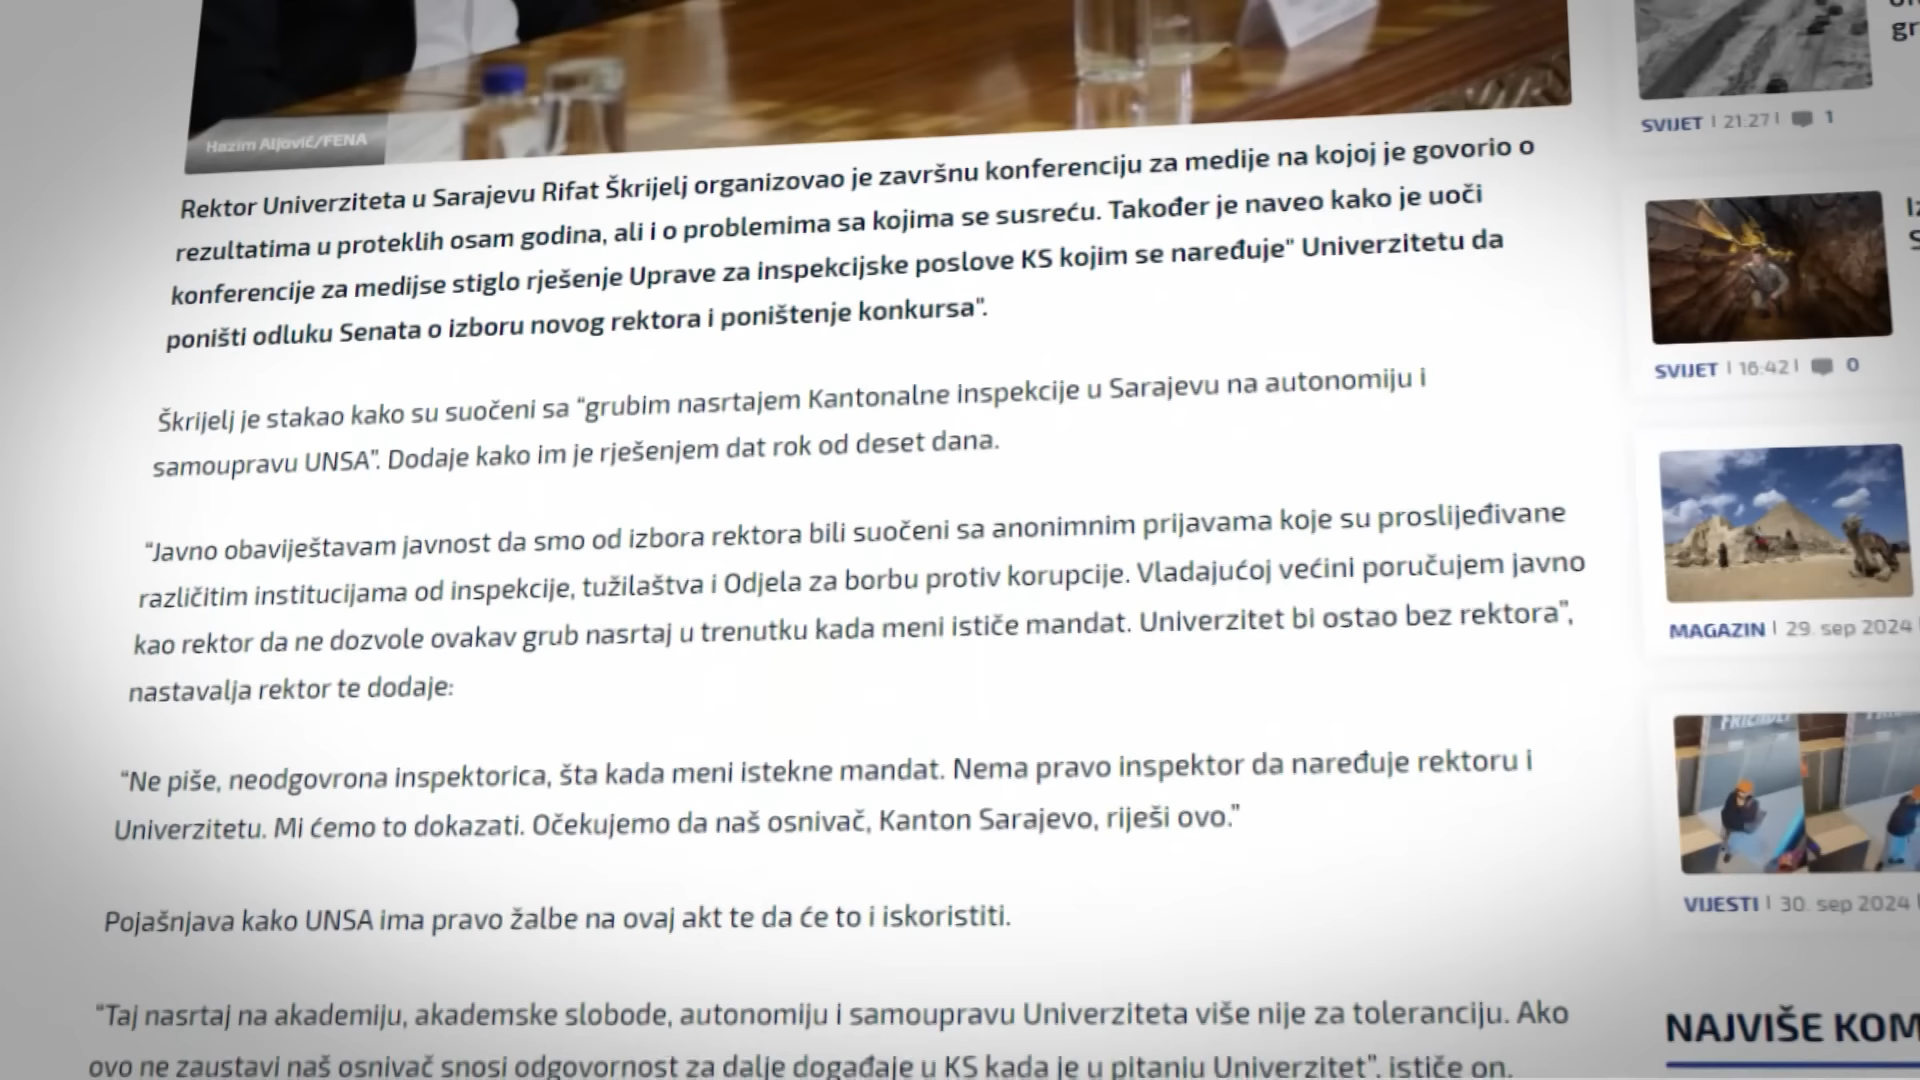 Hazim Aljović/FENA
Rektor Univerziteta u Sarajevu Rifat Škrijelj organizovao je završnu konferenciju za medije na kojoj je govorio o
rezultatima u proteklih osam godina, ali i o problemima sa kojima se susreću. Također je naveo kako je uoči
konferencije za medijse stiglo rješenje Uprave za inspekcijske poslove KS kojim se naređuje" Univerzitetu da
poništi odluku Senata o izboru novog rektora i poništenje konkursa".
Škrijelj je stakao kako su suočeni sa “grubim nasrtajem Kantonalne inspekcije u Sarajevu na autonomiju i
samoupravu UNSA”. Dodaje kako im je rješenjem dat rok od deset dana.
“Javno obaviještavam javnost da smo od izbora rektora bili suočeni sa anonimnim prijavama koje su proslijeđivane
različitim institucijama od inspekcije, tužilaštva i Odjela za borbu protiv korupcije. Vladajućoj većini poručujem javno
kao rektor da ne dozvole ovakav grub nasrtaj u trenutku kada meni ističe mandat. Univerzitet bi ostao bez rektora”,
nastavalja rektor te dodaje:
“Ne piše, neodgovrona inspektorica, šta kada meni istekne mandat. Nema pravo inspektor da naređuje rektoru i
Univerzitetu. Mi ćemo to dokazati. Očekujemo da naš osnivač, Kanton Sarajevo, riješi ovo.”
Pojašnjava kako UNSA ima pravo žalbe na ovaj akt te da će to i iskoristiti.
“Taj nasrtaj na akademiju, akademske slobode, autonomiju i samoupravu Univerziteta više nije za toleranciju. Ako
ovo ne zaustavi naš osnivač snosi odgovornost za dalje događaje u KS kada je u pitanju Univerzitet”, ističe on.
gr
SVIJET | 21:27 | 1
SVIJET | 16:42 | 0
MAGAZIN | 29. sep 2024
FRIENDLY
VIJESTI | 30. sep 2024
NAJVIŠE KOM